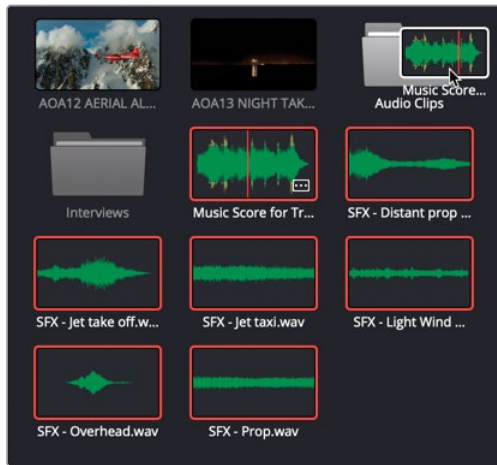 AOA12 AERIAL AL...
AOA13 NIGHT TAK...
Music Score...
Audio Clips
Interviews
Music Score for Tr...
SFX - Distant prop ...
SFX - Jet take off.w...
SFX - Jet taxi.wav
SFX - Light Wind ...
SFX - Overhead.wav
SFX - Prop.wav